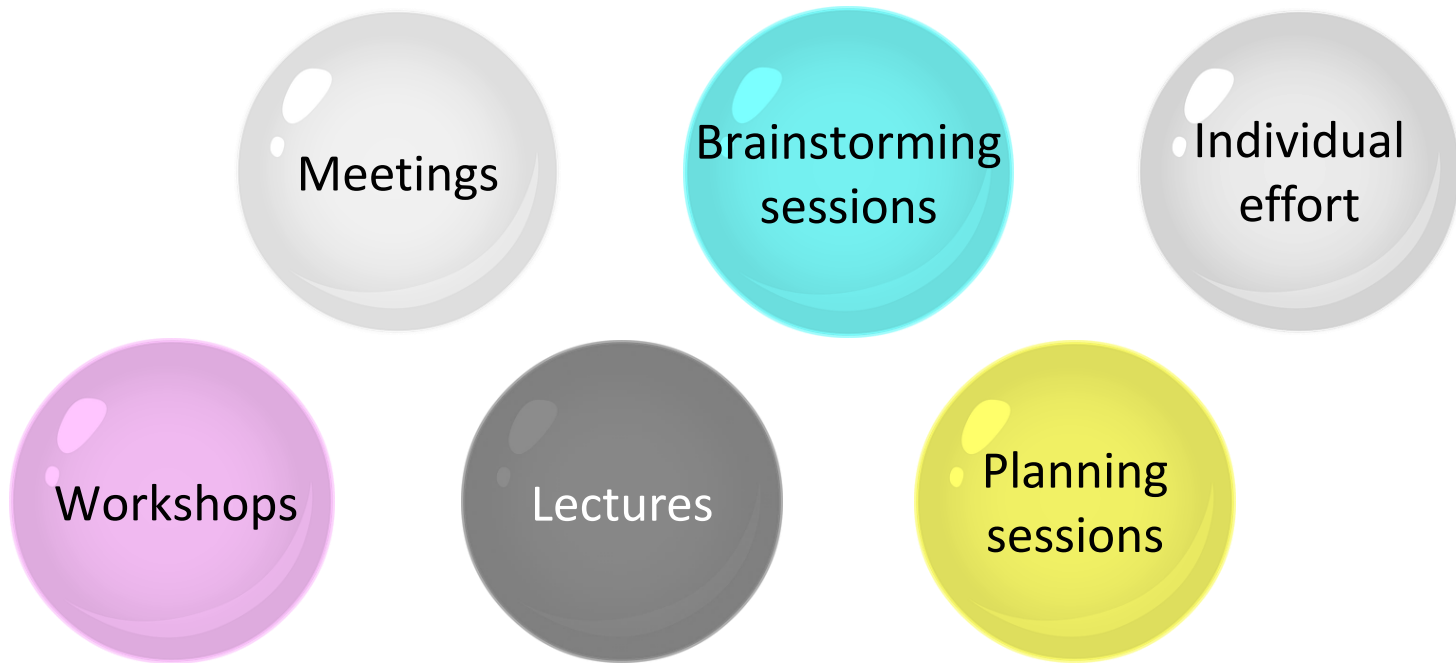 Meetings
Brainstorming
sessions
Individual
effort
Workshops
Lectures
Planning
sessions